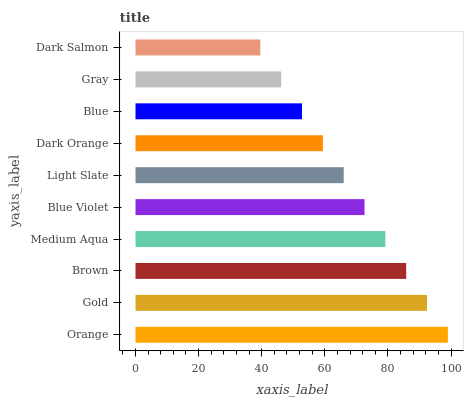 title
Dark Salmon
Gray
Blue
Dark Orange
Light Slate
Blue Violet
Medium Aqua
Brown
Gold
Orange
yaxis_label
0 20 40 60 80 100
xaxis_label